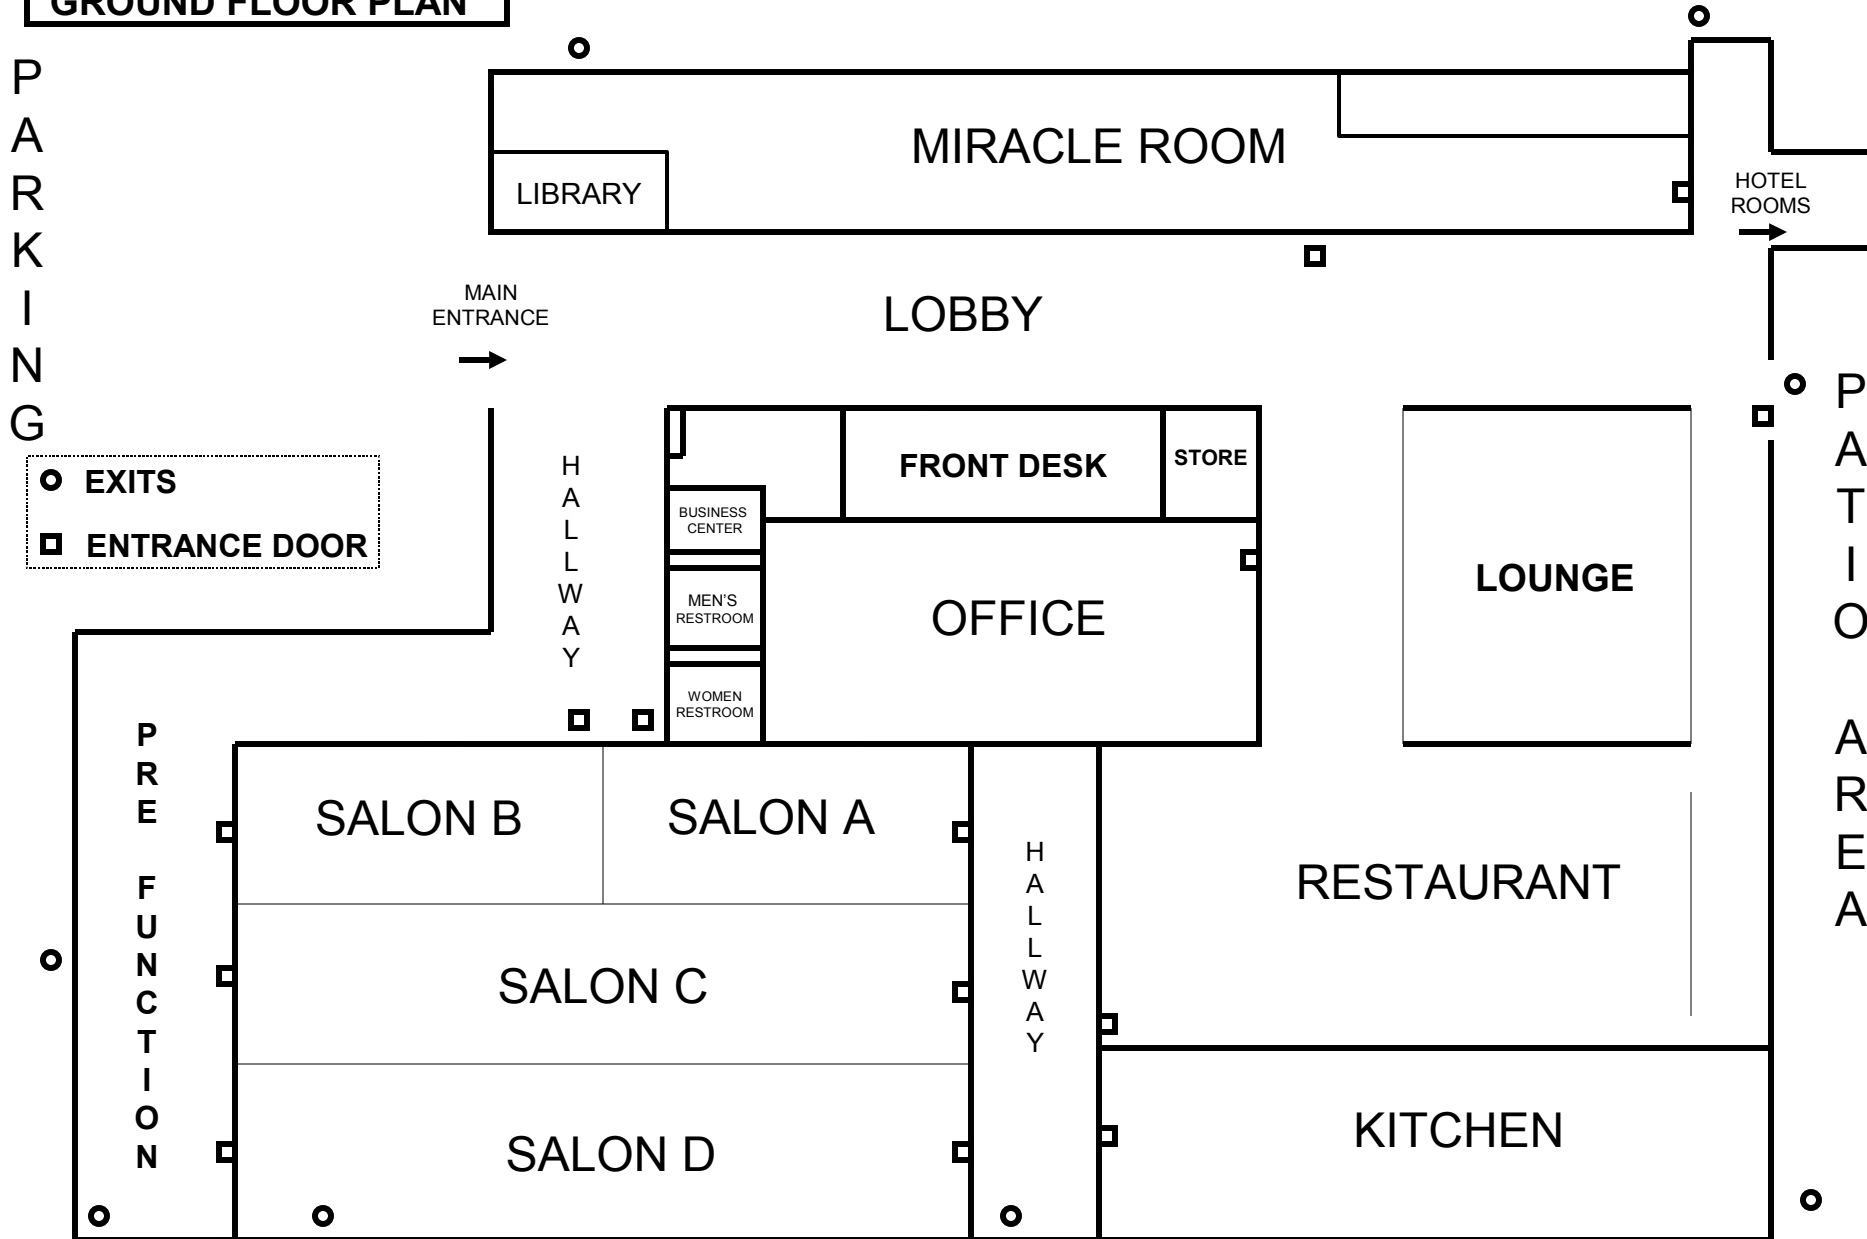 GROUND FLOOR PLAN
PARKING
MIRACLE ROOM
LIBRARY
HOTEL
ROOMS
MAIN
ENTRANCE
LOBBY
EXITS
ENTRANCE DOOR
HALLWAY
FRONT DESK
STORE
BUSINESS
CENTER
MEN'S
RESTROOM
WOMEN
RESTROOM
OFFICE
LOUNGE
PATIO AREA
PRE FUNCTION
SALON B
SALON A
HALLWAY
RESTAURANT
SALON C
SALON D
KITCHEN